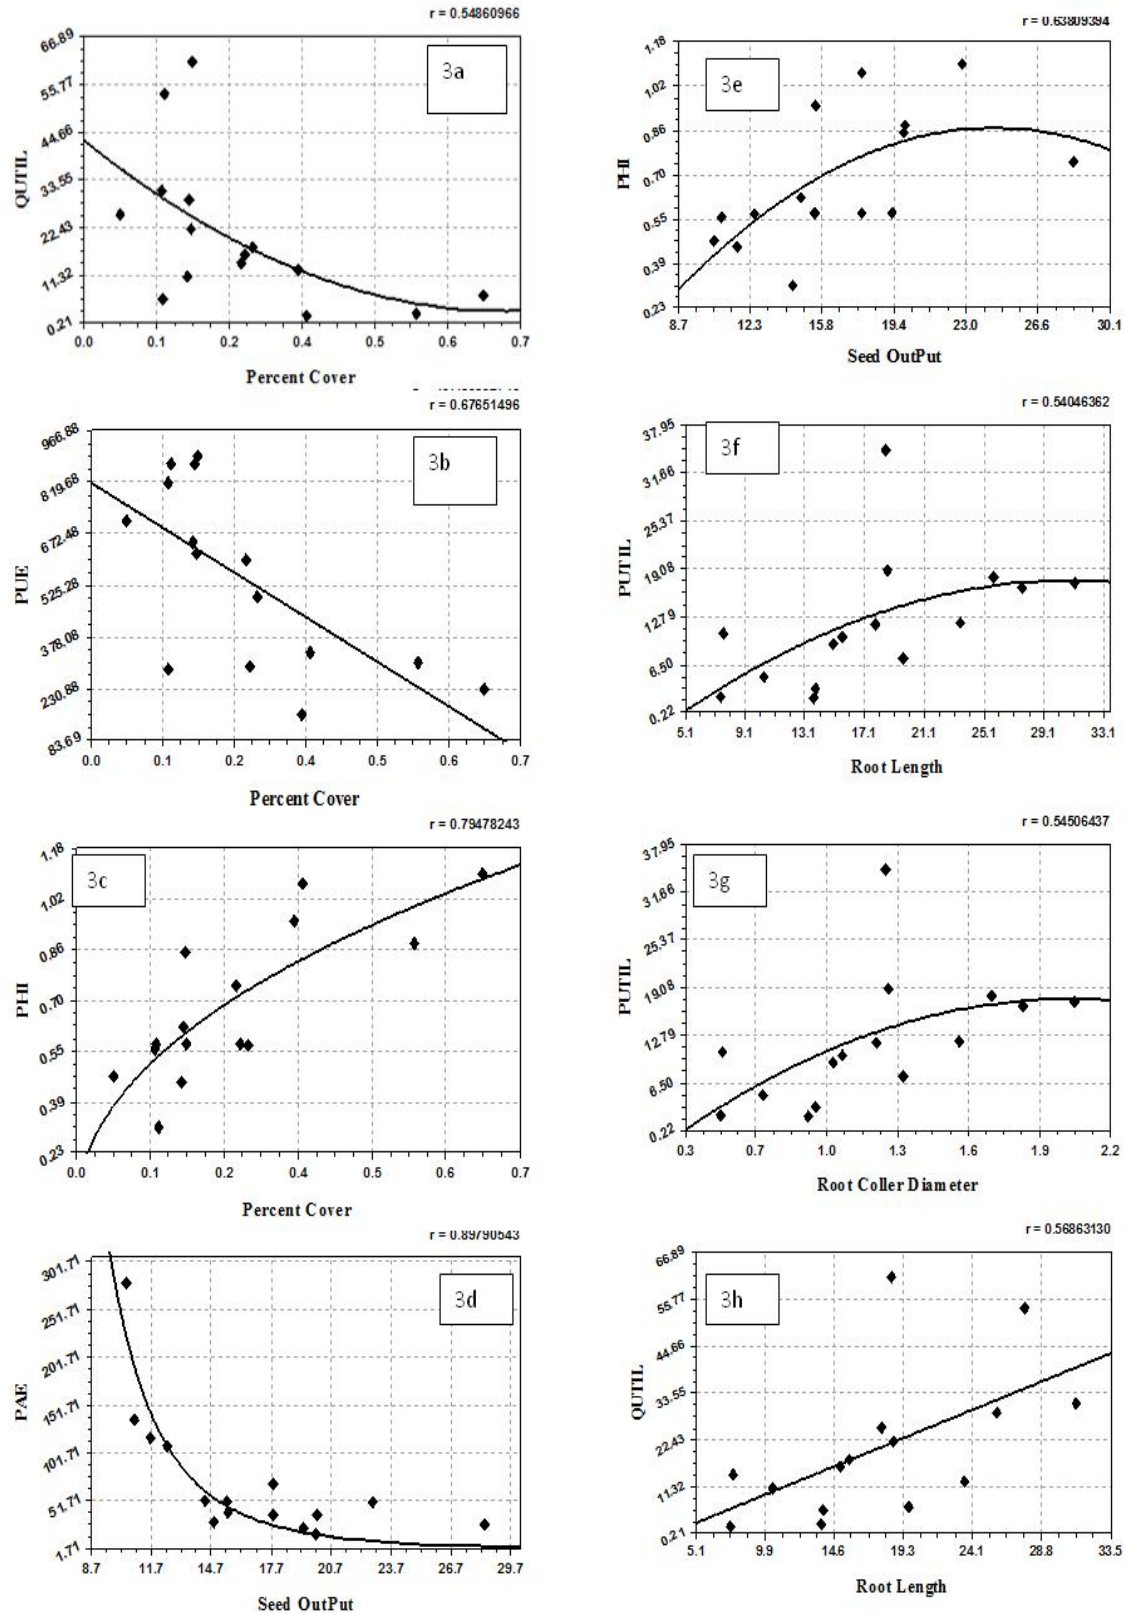 r = 0.54860966
66.89
55.77
44.66
33.55
22.43
11.32
0.21
QUTIL
3a
0.0 0.1 0.2 0.4 0.5 0.6 0.7
Percent Cover
r = 0.67651496
966.88
819.68
672.48
525.28
378.08
230.88
83.69
PUE
3b
0.0 0.1 0.2 0.4 0.5 0.6 0.7
Percent Cover
r = 0.79478243
1.18
1.02
0.86
0.70
0.55
0.39
0.23
PHI
3c
0.0 0.1 0.2 0.4 0.5 0.6 0.7
Percent Cover
r = 0.89790543
301.71
251.71
201.71
151.71
101.71
51.71
1.71
PAE
3d
8.7 11.7 14.7 17.7 20.7 23.7 26.7 29.7
Seed OutPut
r = 0.63809394
1.18
1.02
0.86
0.70
0.55
0.39
0.23
PHI
3e
8.7 12.3 15.8 19.4 23.0 26.6 30.1
Seed OutPut
r = 0.54046362
37.95
31.66
25.37
19.08
12.79
6.50
0.22
PUTIL
3f
5.1 9.1 13.1 17.1 21.1 25.1 29.1 33.1
Root Length
r = 0.54506437
37.95
31.66
25.37
19.08
12.79
6.50
0.22
PUTIL
3g
0.3 0.7 1.0 1.3 1.6 1.9 2.2
Root Coller Diameter
r = 0.56863130
66.89
55.77
44.66
33.55
22.43
11.32
0.21
QUTIL
3h
5.1 9.9 14.6 19.3 24.1 28.8 33.5
Root Length